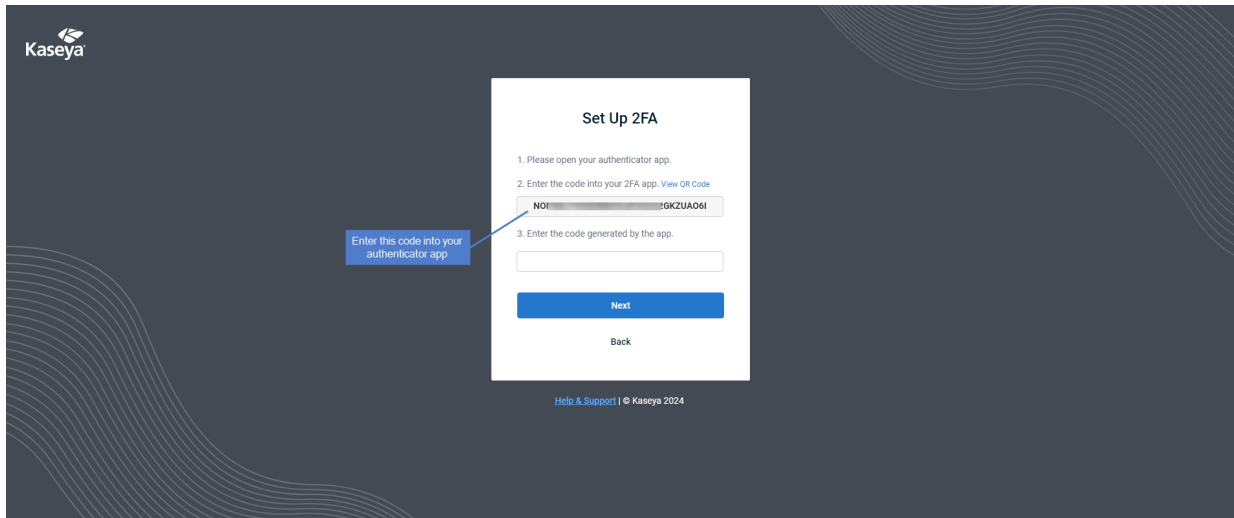 Kaseya
Set Up 2FA
1. Please open your authenticator app.
2. Enter the code into your 2FA app. View QR Code
3. Enter the code generated by the app.
Enter this code into your
authenticator app
Next
Back
Help & Support | © Kaseya 2024